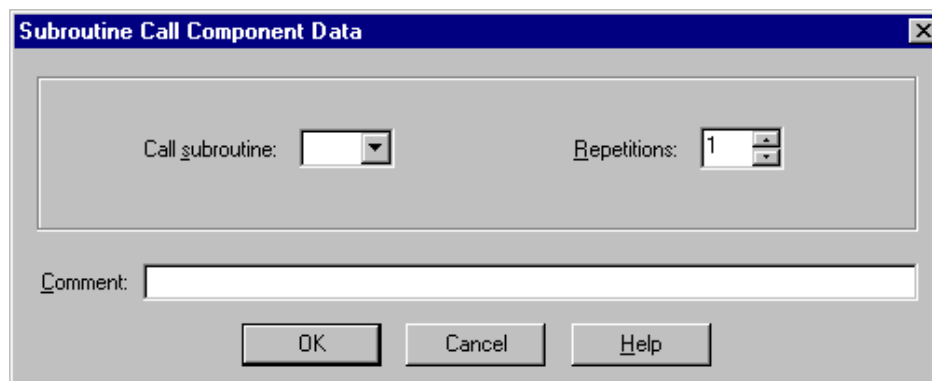 Subroutine Call Component Data
Call subroutine: Repetitions: 1
Comment:
OK Cancel Help